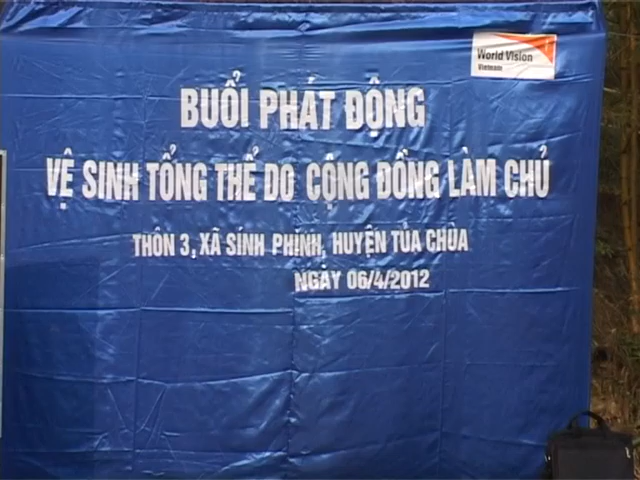 World Vision
Vietnam
BUỔI PHÁT ĐỘNG
VỆ SINH TỔNG THỂ DO CỘNG ĐỒNG LÀM CHỦ
THÔN 3, XÃ SÍNH PHÌNH, HUYỆN TỦA CHÙA
NGÀY 06/4/2012